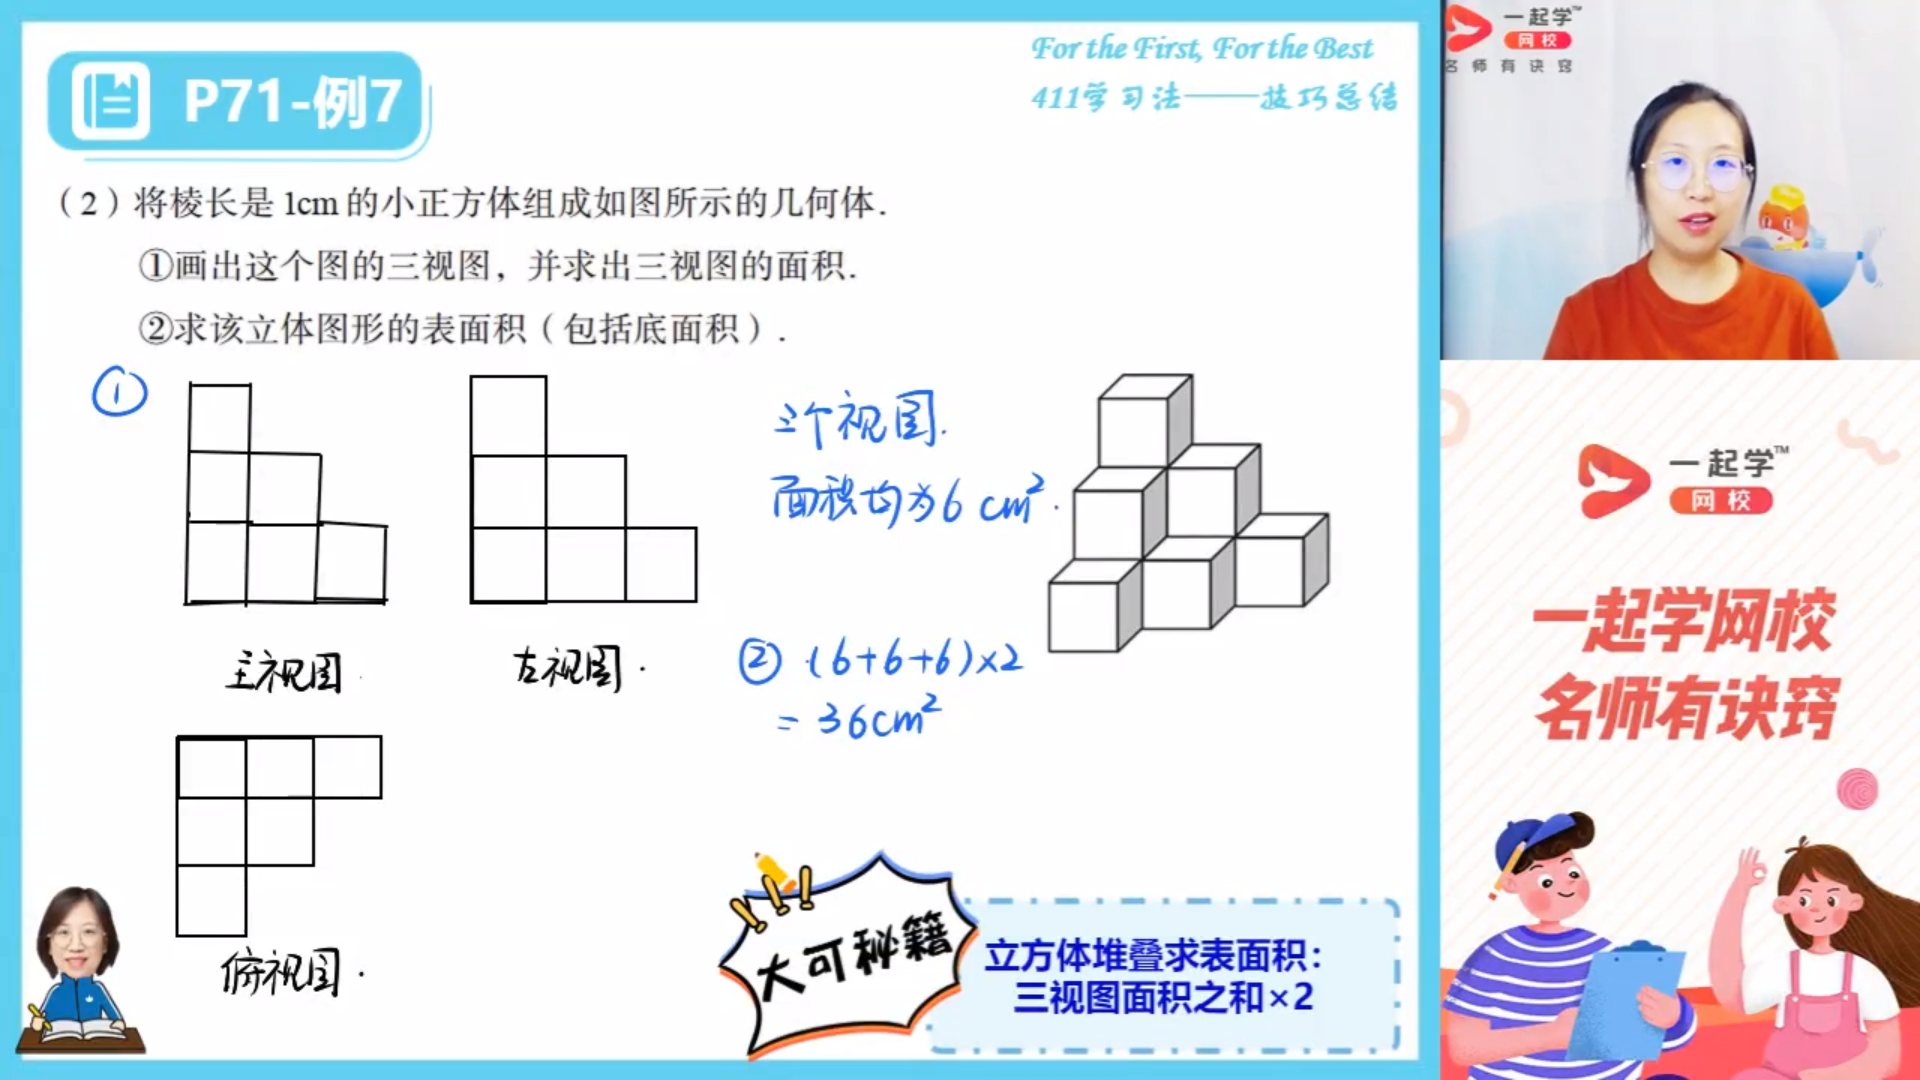 P71-例7
For the First, For the Best
411学习法——技巧总结
（2）将棱长是 1cm 的小正方体组成如图所示的几何体.
①画出这个图的三视图，并求出三视图的面积.
②求该立体图形的表面积（包括底面积）.
①
主视图.
左视图.
俯视图.
三个视图.
面积均为6 cm².
② (6+6+6)×2
= 36cm²
大可秘籍
立方体堆叠求表面积：
三视图面积之和×2
一起学™
网校
名师有诀窍
一起学™
网校
一起学网校
名师有诀窍